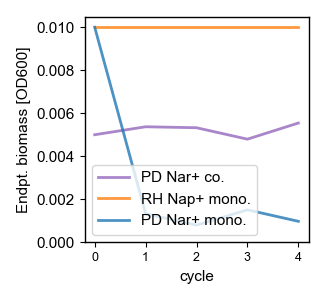 Endpt. biomass [OD600]
0.010
0.008
0.006
0.004
0.002
0.000
PD Nar+ co.
RH Nap+ mono.
PD Nar+ mono.
0 1 2 3 4
cycle